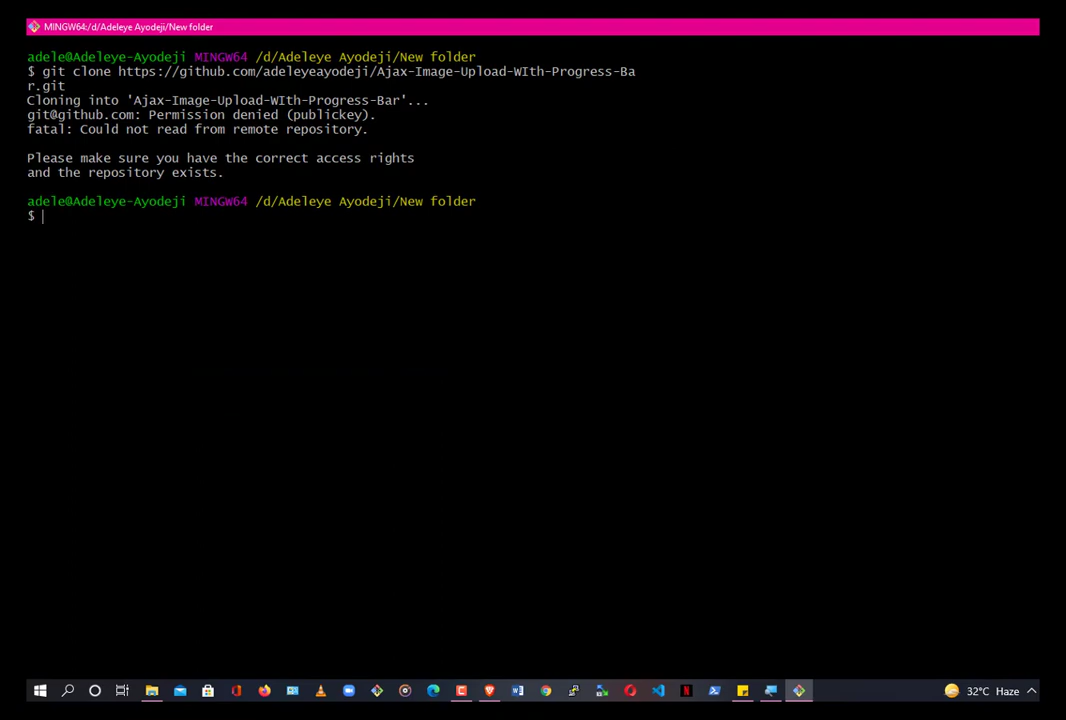 MINGW64:/d/Adeleye Ayodeji/New folder
adele@Adeleye-Ayodeji MINGW64 /d/Adeleye Ayodeji/New folder
$ git clone https://github.com/adeleyeayodeji/Ajax-Image-Upload-WIth-Progress-Ba
r.git
Cloning into 'Ajax-Image-Upload-WIth-Progress-Bar'...
git@github.com: Permission denied (publickey).
fatal: Could not read from remote repository.
Please make sure you have the correct access rights
and the repository exists.
adele@Adeleye-Ayodeji MINGW64 /d/Adeleye Ayodeji/New folder
$
32°C Haze